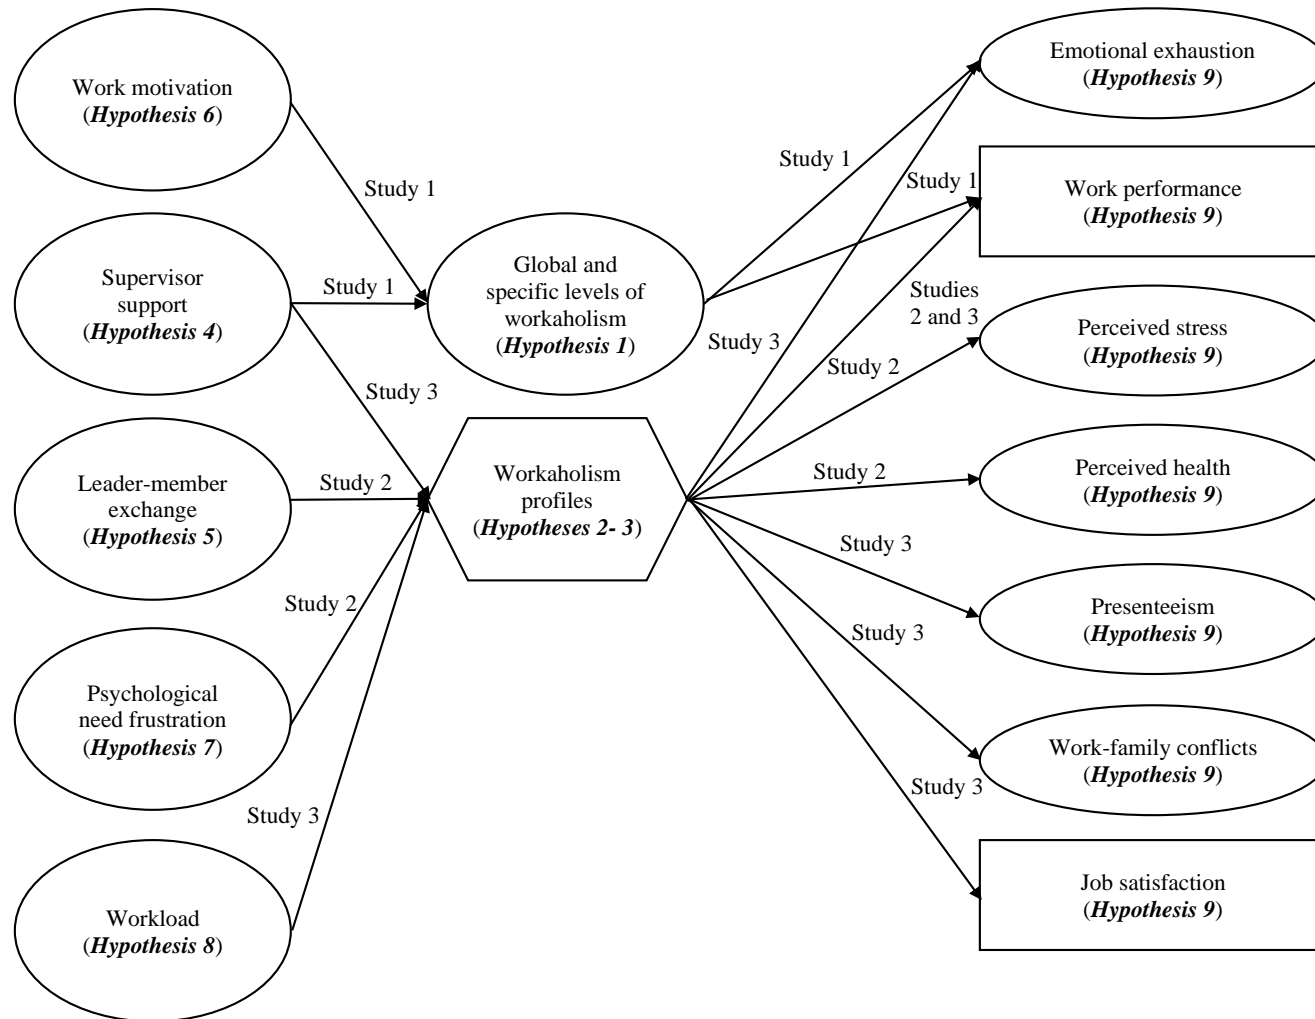 Work motivation
(Hypothesis 6)
Supervisor
support
(Hypothesis 4)
Leader-member
exchange
(Hypothesis 5)
Psychological
need frustration
(Hypothesis 7)
Workload
(Hypothesis 8)
Study 1
Study 1
Study 3
Study 2
Study 2
Study 3
Global and
specific levels of
workaholism
(Hypothesis 1)
Workaholism
profiles
(Hypotheses 2- 3)
Study 1
Study 1
Studies
2 and 3
Study 3
Study 2
Study 2
Study 3
Study 3
Study 3
Emotional exhaustion
(Hypothesis 9)
Work performance
(Hypothesis 9)
Perceived stress
(Hypothesis 9)
Perceived health
(Hypothesis 9)
Presenteeism
(Hypothesis 9)
Work-family conflicts
(Hypothesis 9)
Job satisfaction
(Hypothesis 9)